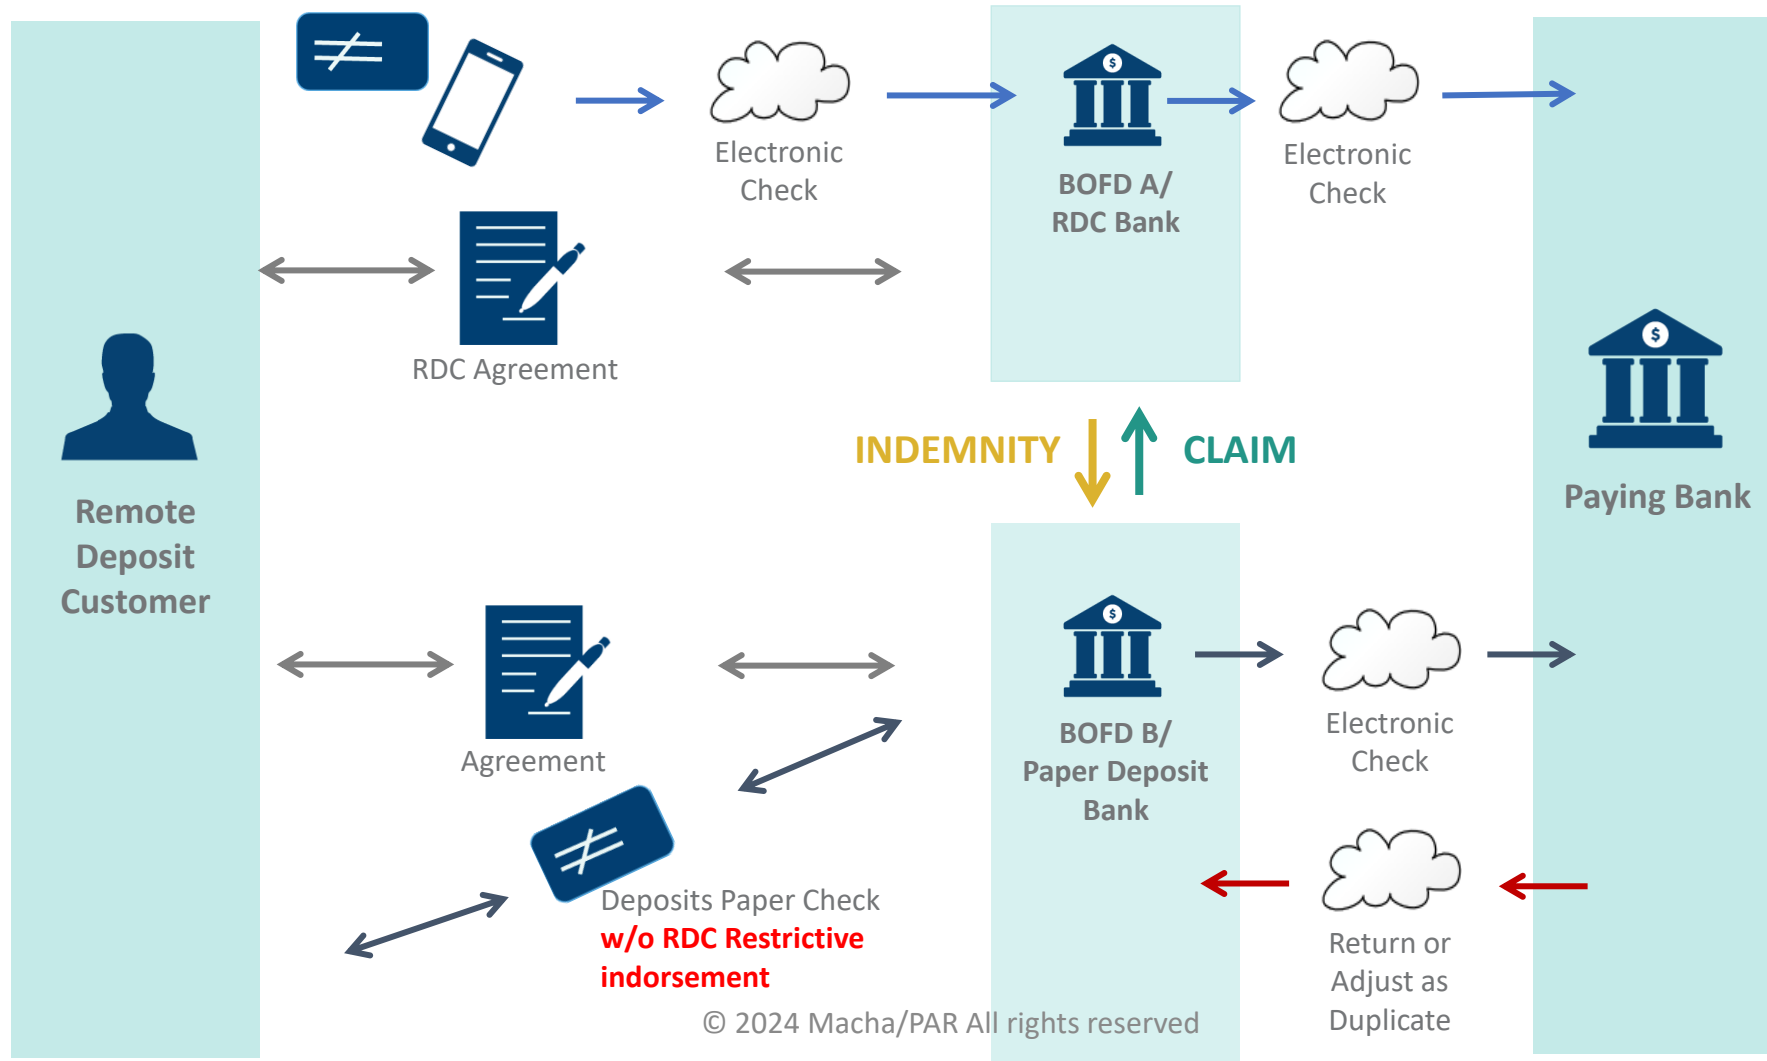 Electronic
Check
BOFD A/
RDC Bank
Electronic
Check
RDC Agreement
INDEMNITY
CLAIM
Remote
Deposit
Customer
Paying Bank
Agreement
BOFD B/
Paper Deposit
Bank
Electronic
Check
Deposits Paper Check
w/o RDC Restrictive
indorsement
Return or
Adjust as
Duplicate
© 2024 Macha/PAR All rights reserved
$
$
$